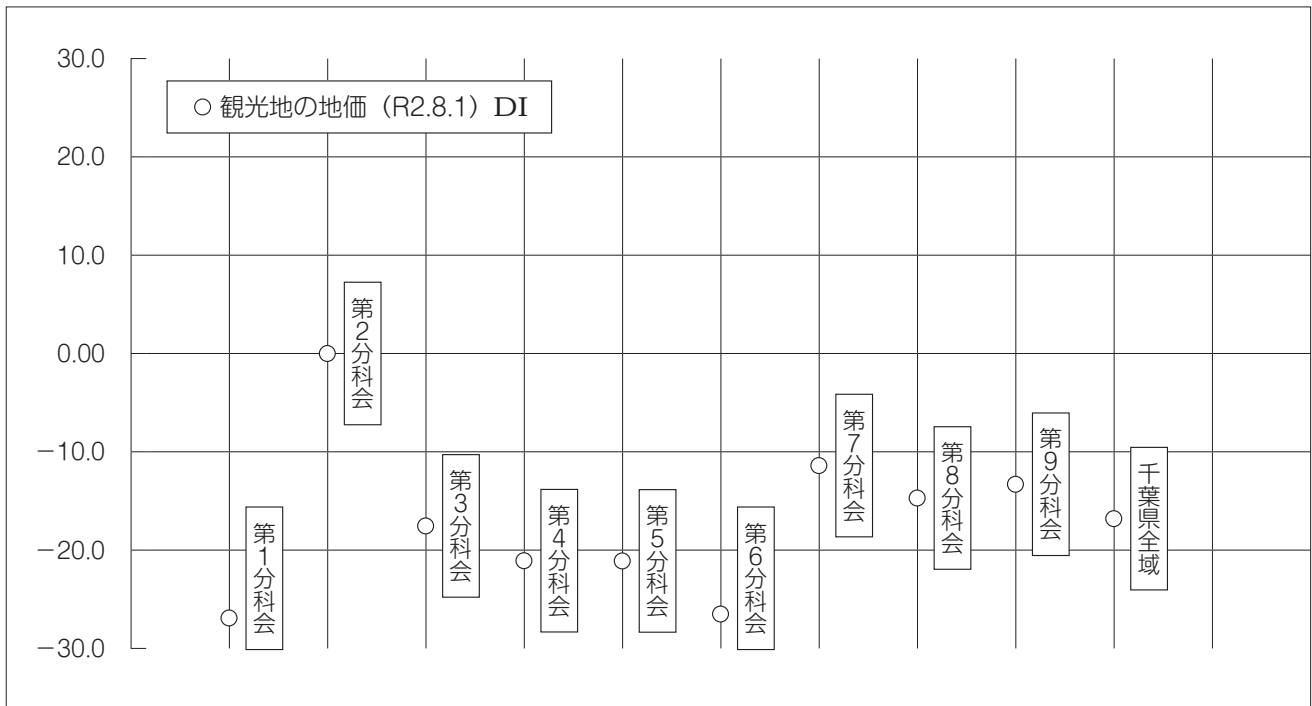 30.0
20.0
10.0
0.00
−10.0
−20.0
−30.0
○ 観光地の地価（R2.8.1）DI
第1分科会
第2分科会
第3分科会
第4分科会
第5分科会
第6分科会
第7分科会
第8分科会
第9分科会
千葉県全域